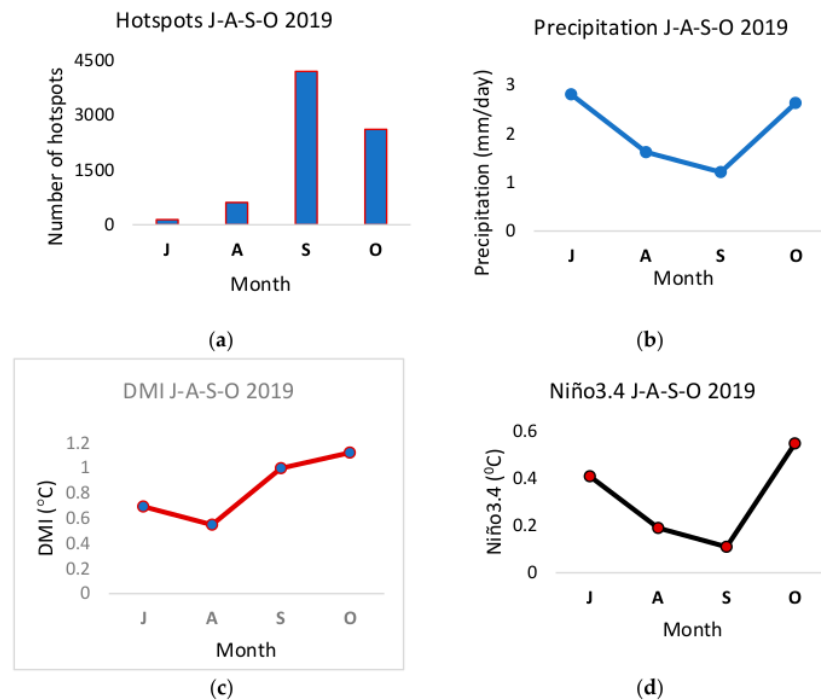 Hotspots J-A-S-O 2019
Number of hotspots
4500
3000
1500
0
J A S O
Month
(a)
Precipitation J-A-S-O 2019
Precipitation (mm/day)
3
2
1
0
J A S O
Month
(b)
DMI J-A-S-O 2019
DMI (°C)
1.2
1
0.8
0.6
0.4
0.2
0
J A S O
Month
(c)
Niño3.4 J-A-S-O 2019
Niño3.4 (⁰C)
0.6
0.4
0.2
0
J A S O
Month
(d)